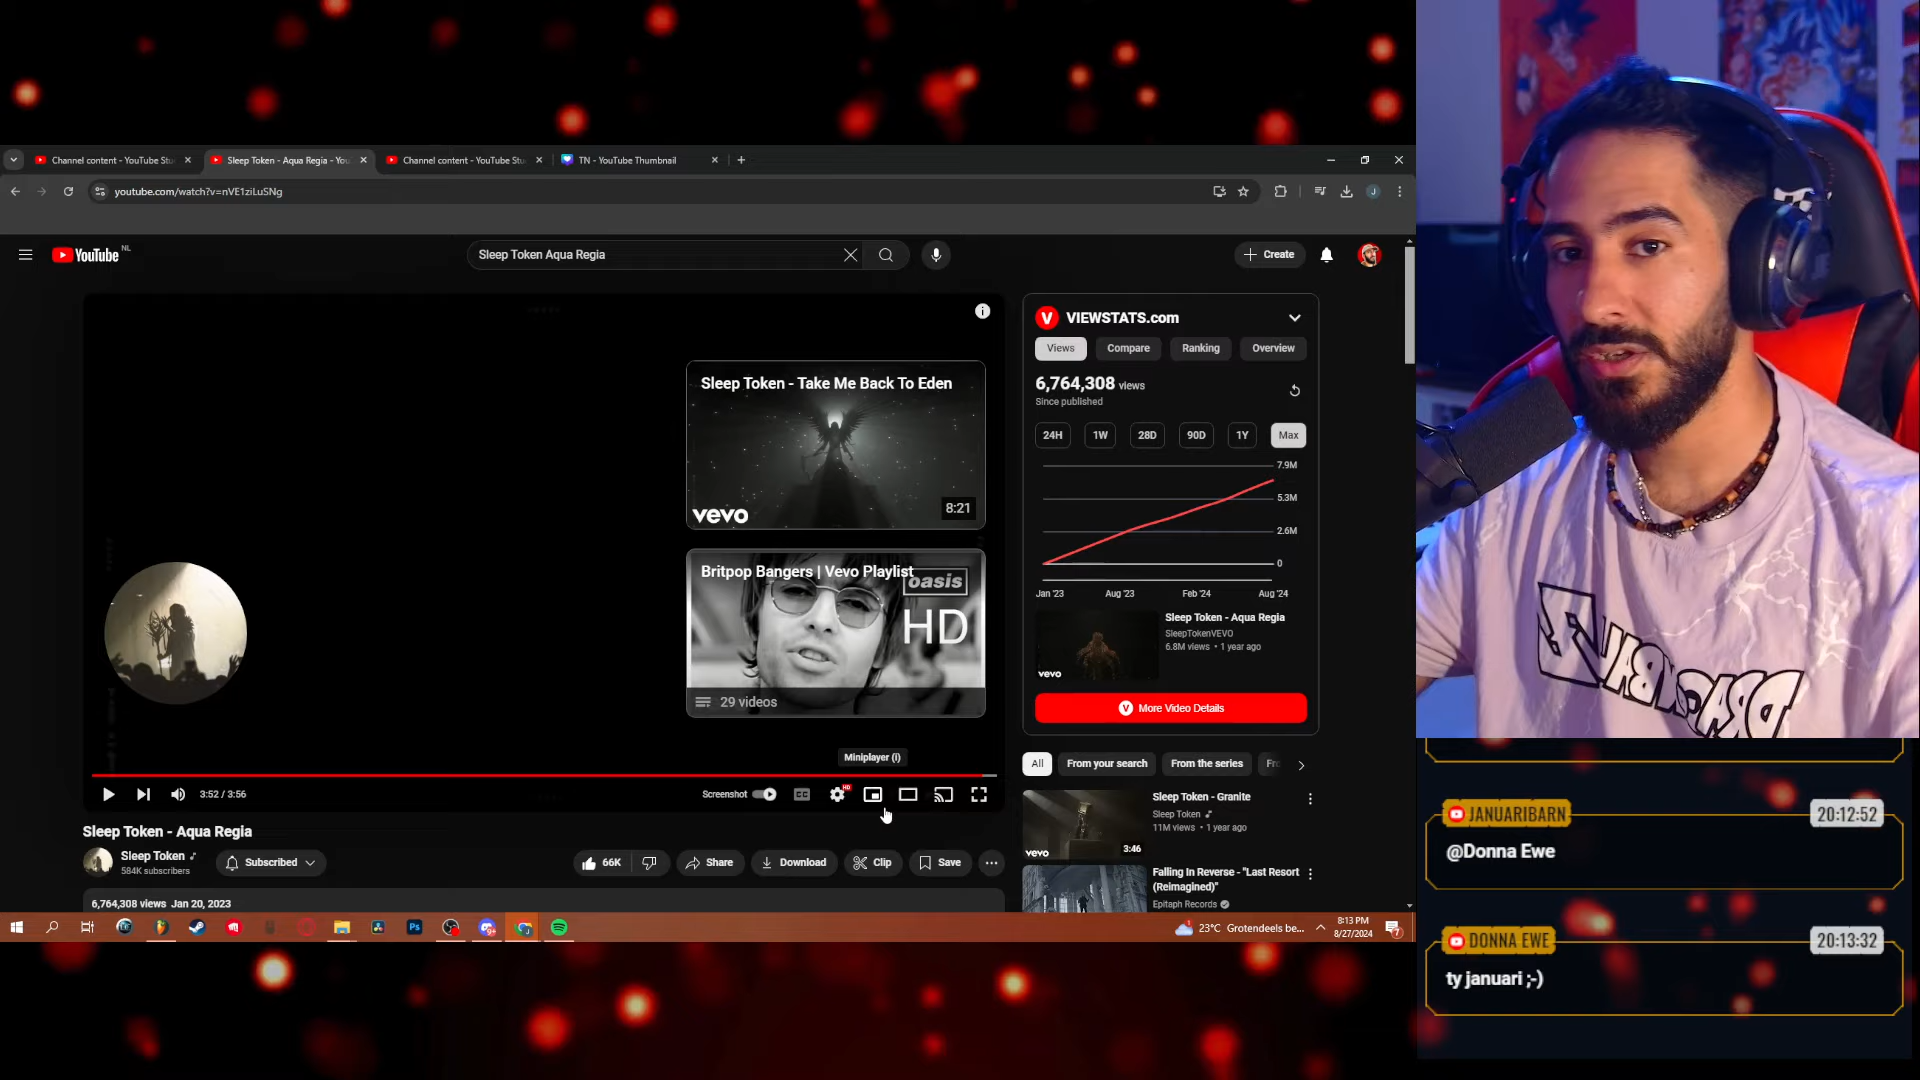 Channel content - YouTube Stu
Sleep Token - Aqua Regia - You
Channel content - YouTube Stu
TN - YouTube Thumbnail
youtube.com/watch?v=nVE1ziLuSNg
J
YouTube NL
Sleep Token Aqua Regia
Create
Sleep Token - Take Me Back To Eden
vevo
8:21
Britpop Bangers | Vevo Playlist
oasis
HD
29 videos
Miniplayer (i)
3:52 / 3:56
Screenshot
CC
HD
Sleep Token - Aqua Regia
Sleep Token
584K subscribers
Subscribed
66K
Share
Download
Clip
Save
6,764,308 views Jan 20, 2023
V VIEWSTATS.com
Views
Compare
Ranking
Overview
6,764,308 views
Since published
24H
1W
28D
90D
1Y
Max
7.9M
5.3M
2.6M
0
Jan '23
Aug '23
Feb '24
Aug '24
Sleep Token - Aqua Regia
SleepTokenVEVO
6.8M views • 1 year ago
vevo
V More Video Details
All
From your search
From the series
Sleep Token - Granite
Sleep Token
11M views • 1 year ago
vevo
3:46
Falling In Reverse - "Last Resort
(Reimagined)"
Epitaph Records
Ps
23°C Grotendeels be...
8:13 PM
8/27/2024
7
DRAGON BALL Z
JANUARIBARN
20:12:52
@Donna Ewe
DONNA EWE
20:13:32
ty januari ;-)